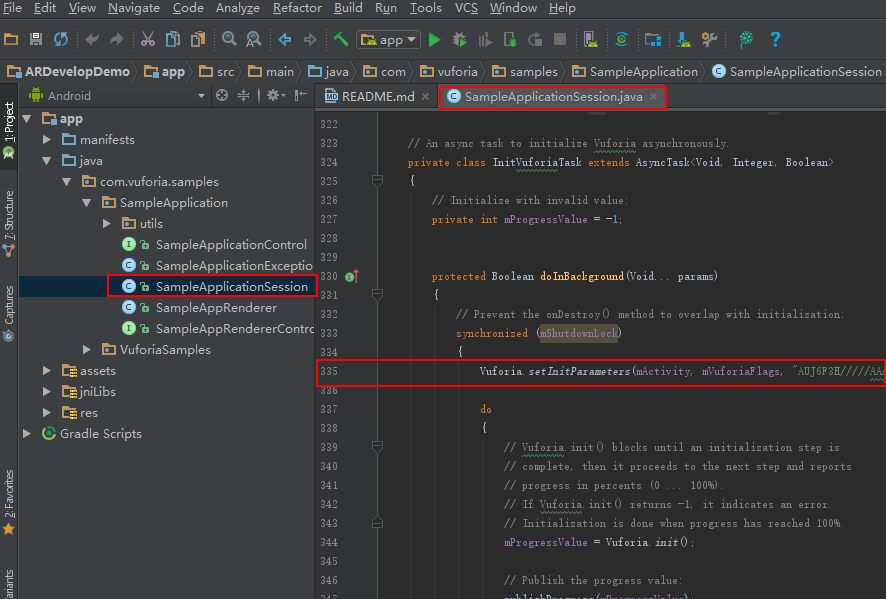 File Edit View Navigate Code Analyze Refactor Build Run Tools VCS Window Help
app
ARDevelopDemo app src main java com vuforia samples SampleApplication SampleApplicationSession
Android
README.md SampleApplicationSession.java
1: Project
7: Structure
Captures
2: Favorites
app
manifests
java
com.vuforia.samples
SampleApplication
utils
SampleApplicationControl
SampleApplicationExceptio
SampleApplicationSession
SampleAppRenderer
SampleAppRendererContro
VuforiaSamples
assets
jniLibs
res
Gradle Scripts
322
323 // An async task to initialize Vuforia asynchronously.
324 private class InitVuforiaTask extends AsyncTask<Void, Integer, Boolean>
325 {
326 // Initialize with invalid value:
327 private int mProgressValue = -1;
328
329
330 protected Boolean doInBackground(Void... params)
331 {
332 // Prevent the onDestroy() method to overlap with initialization:
333 synchronized (mShutdownLock)
334 {
335 Vuforia.setInitParameters(mActivity, mVuforiaFlags, "AUJ6F3H/////AA
336
337 do
338 {
339 // Vuforia.init() blocks until an initialization step is
340 // complete, then it proceeds to the next step and reports
341 // progress in percents (0 ... 100%).
342 // If Vuforia.init() returns -1, it indicates an error.
343 // Initialization is done when progress has reached 100%.
344 mProgressValue = Vuforia.init();
345
346 // Publish the progress value:
publishProgress(mProgressValue);